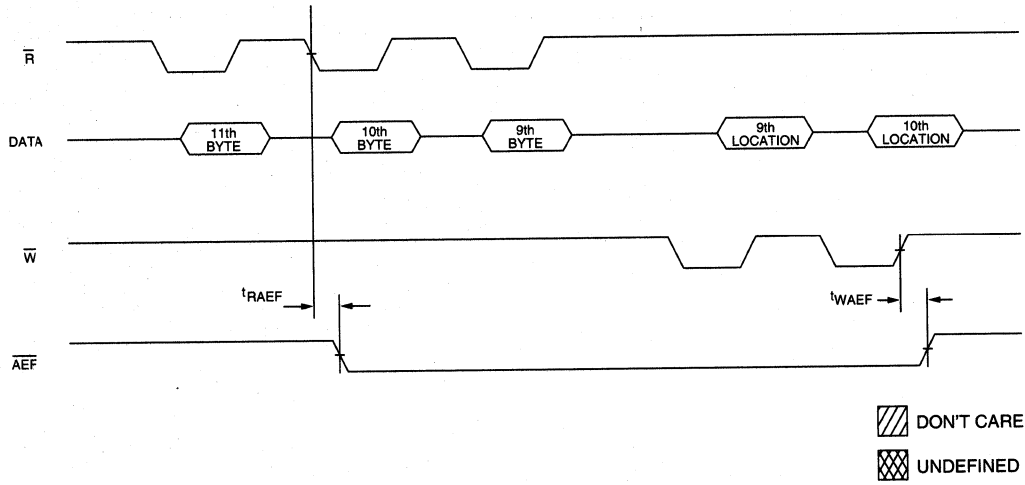 R
DATA
11th
BYTE
10th
BYTE
9th
BYTE
9th
LOCATION
10th
LOCATION
W
tRAEF
tWAEF
AEF
DON'T CARE
UNDEFINED